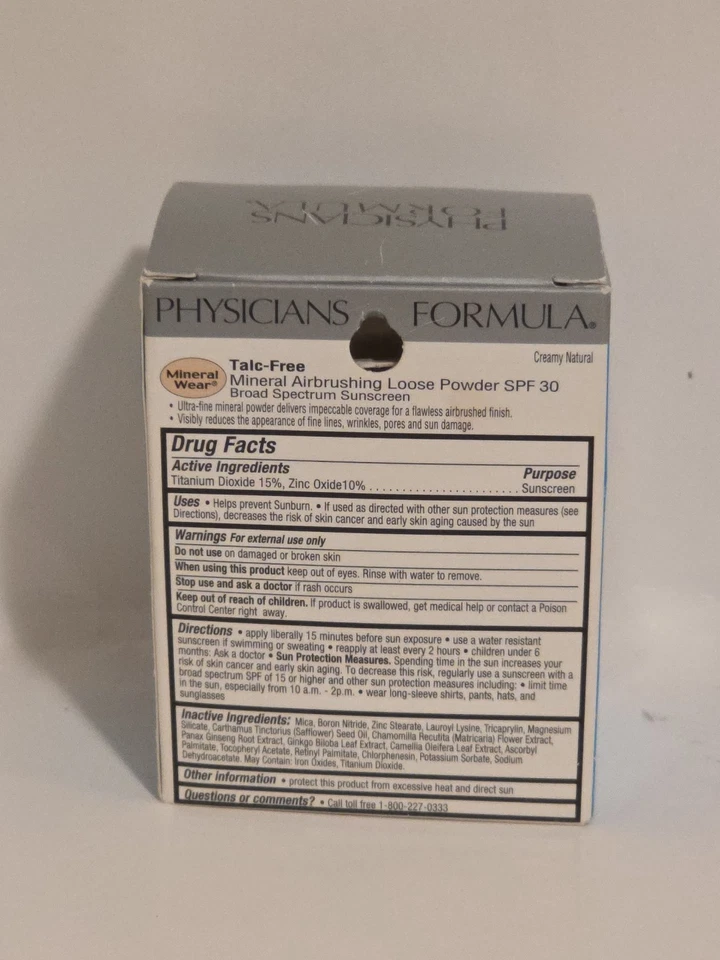 PHYSICIANS
FORMULA
PHYSICIANS FORMULA®
Creamy Natural
Mineral
Wear®
Talc-Free
Mineral Airbrushing Loose Powder SPF 30
Broad Spectrum Sunscreen
• Ultra-fine mineral powder delivers impeccable coverage for a flawless airbrushed finish.
• Visibly reduces the appearance of fine lines, wrinkles, pores and sun damage.
Drug Facts
Active Ingredients Purpose
Titanium Dioxide 15%, Zinc Oxide10% . . . . . . . . . . . . . . . . . . . . . . . Sunscreen
Uses • Helps prevent Sunburn. • If used as directed with other sun protection measures (see
Directions), decreases the risk of skin cancer and early skin aging caused by the sun
Warnings For external use only
Do not use on damaged or broken skin
When using this product keep out of eyes. Rinse with water to remove.
Stop use and ask a doctor if rash occurs
Keep out of reach of children. If product is swallowed, get medical help or contact a Poison
Control Center right away.
Directions • apply liberally 15 minutes before sun exposure • use a water resistant
sunscreen if swimming or sweating • reapply at least every 2 hours • children under 6
months: Ask a doctor • Sun Protection Measures. Spending time in the sun increases your
risk of skin cancer and early skin aging. To decrease this risk, regularly use a sunscreen with a
broad spectrum SPF of 15 or higher and other sun protection measures including: • limit time
in the sun, especially from 10 a.m. - 2p.m. • wear long-sleeve shirts, pants, hats, and
sunglasses
Inactive Ingredients: Mica, Boron Nitride, Zinc Stearate, Lauroyl Lysine, Tricaprylin, Magnesium
Silicate, Carthamus Tinctorius (Safflower) Seed Oil, Chamomilla Recutita (Matricaria) Flower Extract,
Panax Ginseng Root Extract, Ginkgo Biloba Leaf Extract, Camellia Oleifera Leaf Extract, Ascorbyl
Palmitate, Tocopheryl Acetate, Retinyl Palmitate, Chlorphenesin, Potassium Sorbate, Sodium
Dehydroacetate. May Contain: Iron Oxides, Titanium Dioxide.
Other information • protect this product from excessive heat and direct sun
Questions or comments? • Call toll free 1-800-227-0333